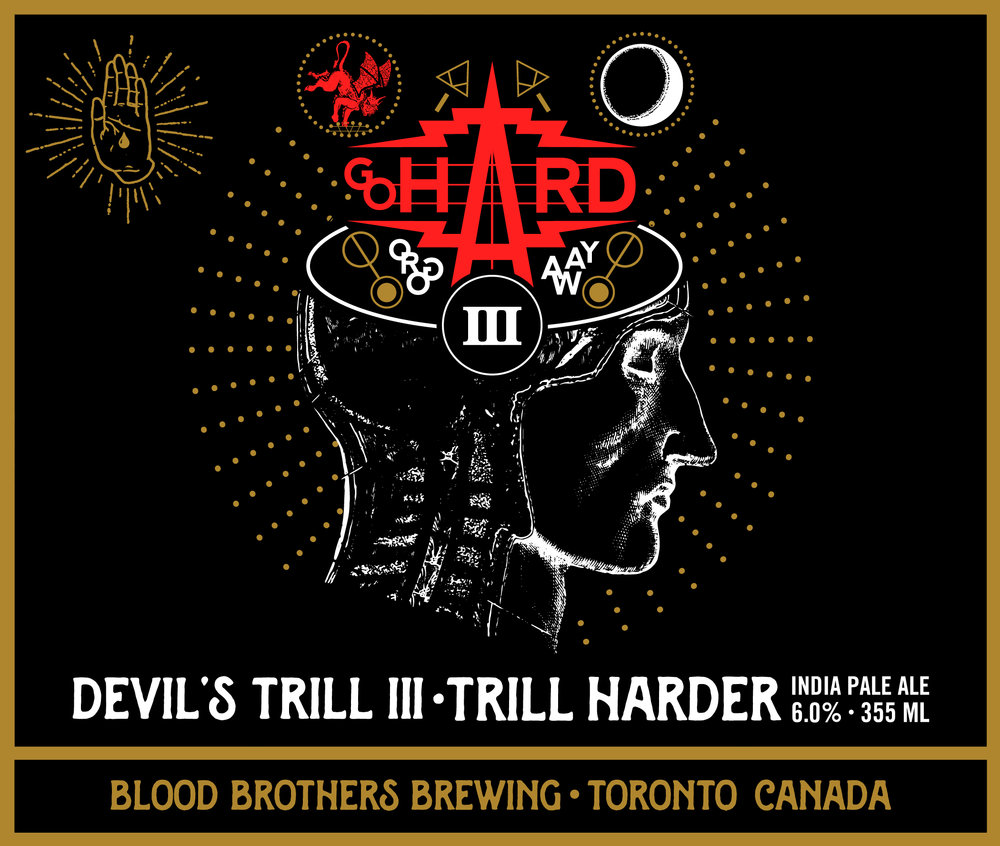 GO HARD
OR GO
AWAY
III
DEVIL'S TRILL III · TRILL HARDER
INDIA PALE ALE
6.0% · 355 ML
BLOOD BROTHERS BREWING · TORONTO CANADA